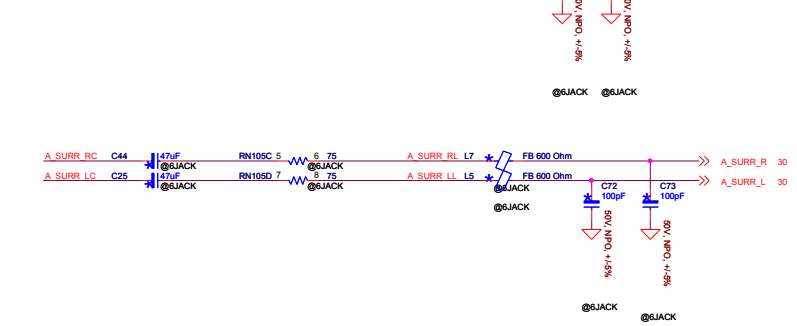 50V, NPO, +/-5%
0V, NPO, +/-5%
@6JACK @6JACK
A_SURR_RC C44 47uF RN105C 5 6 75 A_SURR_RL L7 FB 600 Ohm A_SURR_R 30
@6JACK @6JACK
A_SURR_LC C25 47uF RN105D 7 8 75 A_SURR_LL L5 FB 600 Ohm A_SURR_L 30
@6JACK @6JACK @6JACK C72 C73
100pF 100pF
@6JACK
50V, NPO, +/-5%
50V, NPO, +/-5%
@6JACK
@6JACK